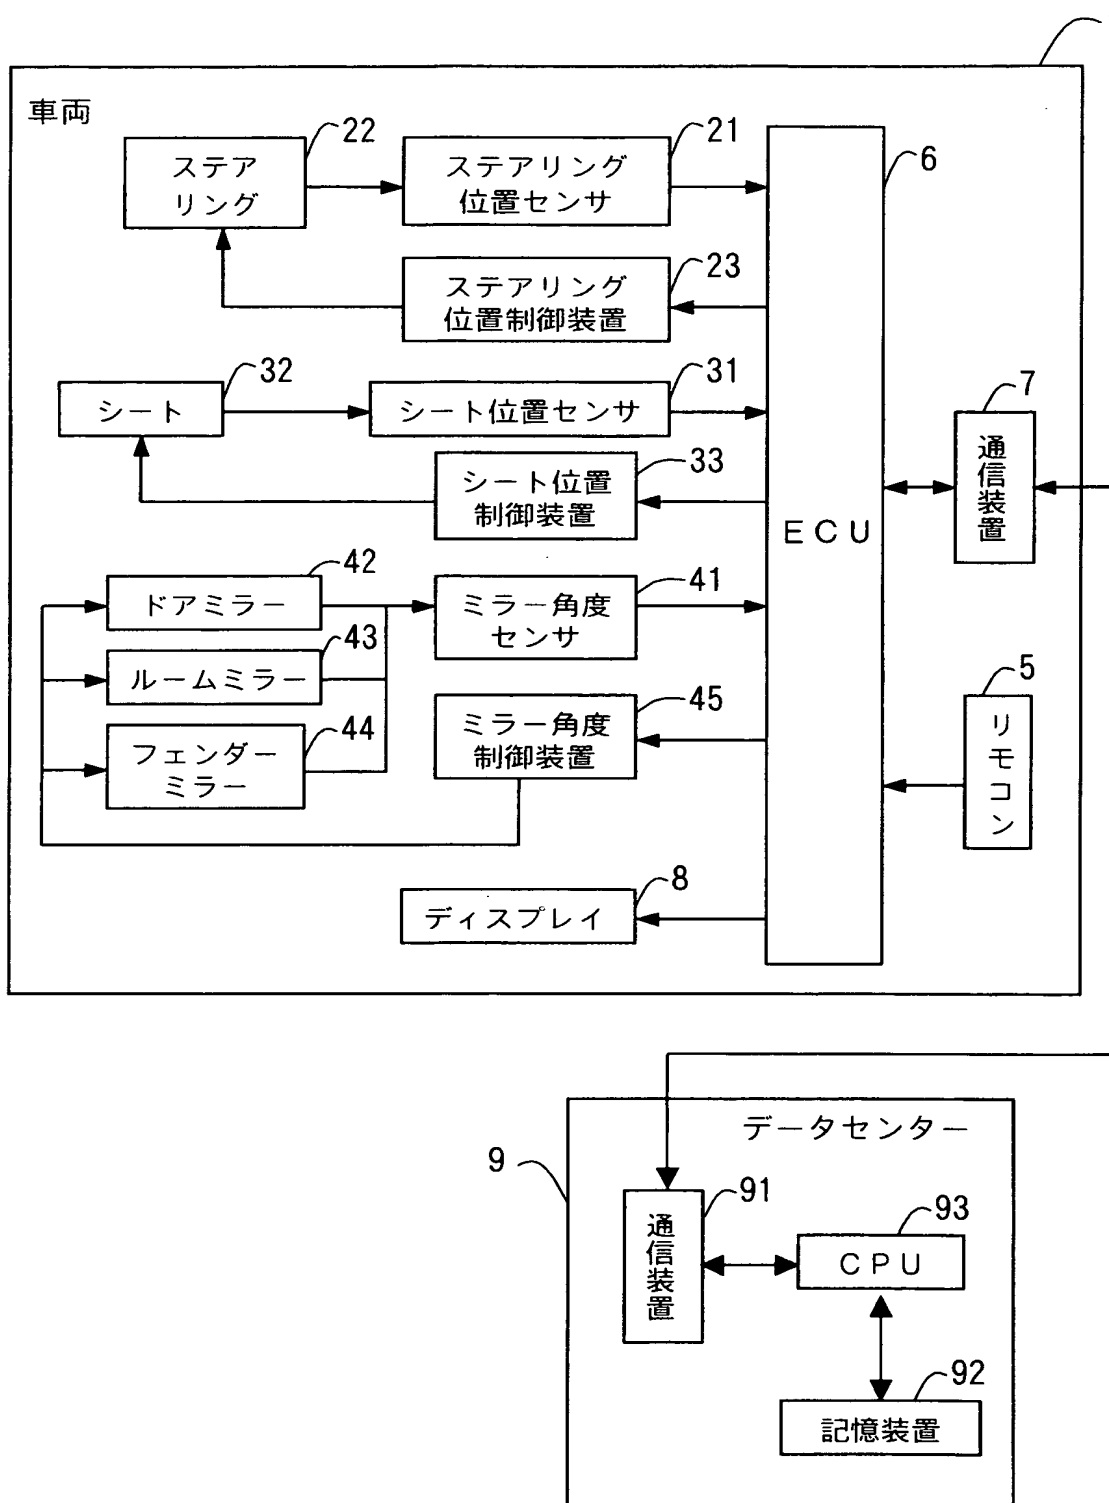 車両
22
ステア
リング
21
ステアリング
位置センサ
6
23
ステアリング
位置制御装置
32
シート
31
シート位置センサ
33
シート位置
制御装置
7
通信装置
ECU
42
ドアミラー
41
ミラー角度
センサ
43
ルームミラー
45
ミラー角度
制御装置
44
フェンダー
ミラー
5
リモコン
8
ディスプレイ
データセンター
9
91
通信装置
93
CPU
92
記憶装置